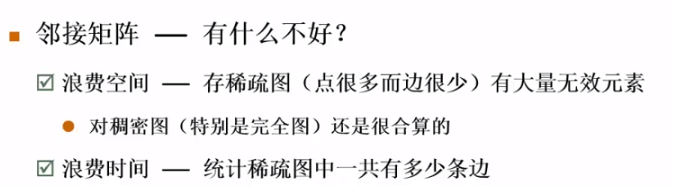 邻接矩阵 — 有什么不好？
浪费空间 — 存稀疏图（点很多而边很少）有大量无效元素
对稠密图（特别是完全图）还是很合算的
浪费时间 — 统计稀疏图中一共有多少条边